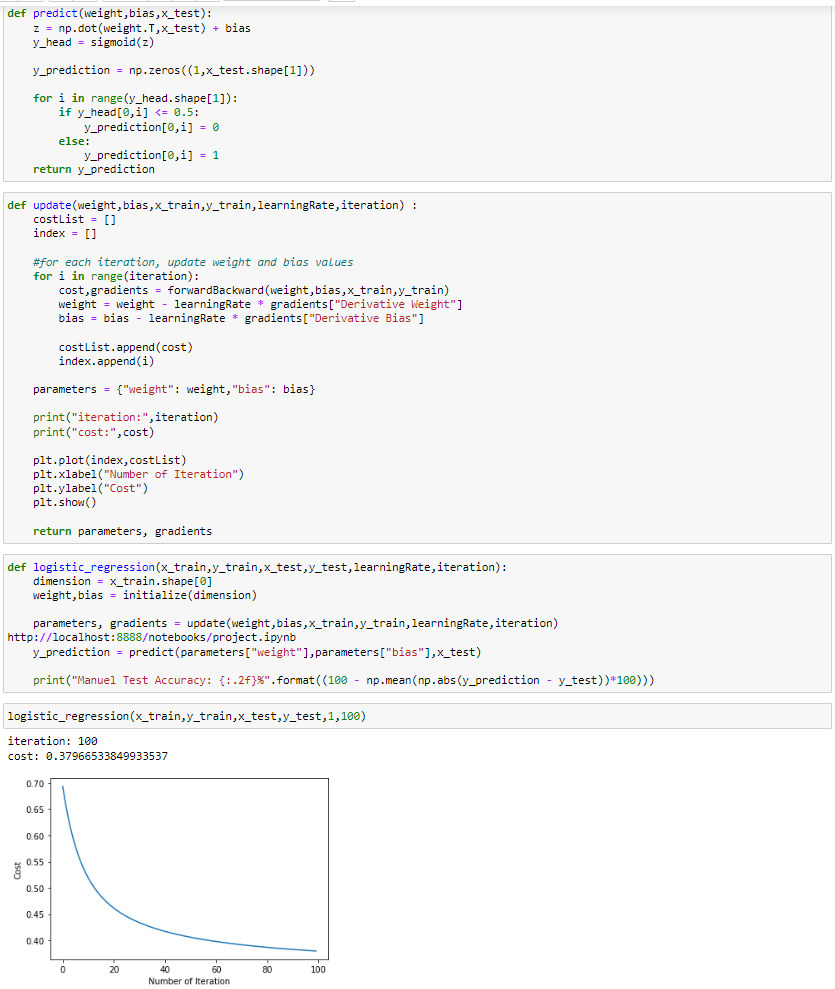 def predict(weight,bias,x_test):
    z = np.dot(weight.T,x_test) + bias
    y_head = sigmoid(z)
    y_prediction = np.zeros((1,x_test.shape[1]))
    for i in range(y_head.shape[1]):
        if y_head[0,i] <= 0.5:
            y_prediction[0,i] = 0
        else:
            y_prediction[0,i] = 1
    return y_prediction
def update(weight,bias,x_train,y_train,learningRate,iteration) :
    costList = []
    index = []
    #for each iteration, update weight and bias values
    for i in range(iteration):
        cost,gradients = forwardBackward(weight,bias,x_train,y_train)
        weight = weight - learningRate * gradients["Derivative Weight"]
        bias = bias - learningRate * gradients["Derivative Bias"]
        costList.append(cost)
        index.append(i)
    parameters = {"weight": weight,"bias": bias}
    print("iteration:",iteration)
    print("cost:",cost)
    plt.plot(index,costList)
    plt.xlabel("Number of Iteration")
    plt.ylabel("Cost")
    plt.show()
    return parameters, gradients
def logistic_regression(x_train,y_train,x_test,y_test,learningRate,iteration):
    dimension = x_train.shape[0]
    weight,bias = initialize(dimension)
    parameters, gradients = update(weight,bias,x_train,y_train,learningRate,iteration)
http://localhost:8888/notebooks/project.ipynb
    y_prediction = predict(parameters["weight"],parameters["bias"],x_test)
    print("Manuel Test Accuracy: {:.2f}%".format((100 - np.mean(np.abs(y_prediction - y_test))*100)))
logistic_regression(x_train,y_train,x_test,y_test,1,100)
iteration: 100
cost: 0.37966533849933537
0.70
0.65
0.60
0.55
0.50
0.45
0.40
Cost
0 20 40 60 80 100
Number of Iteration